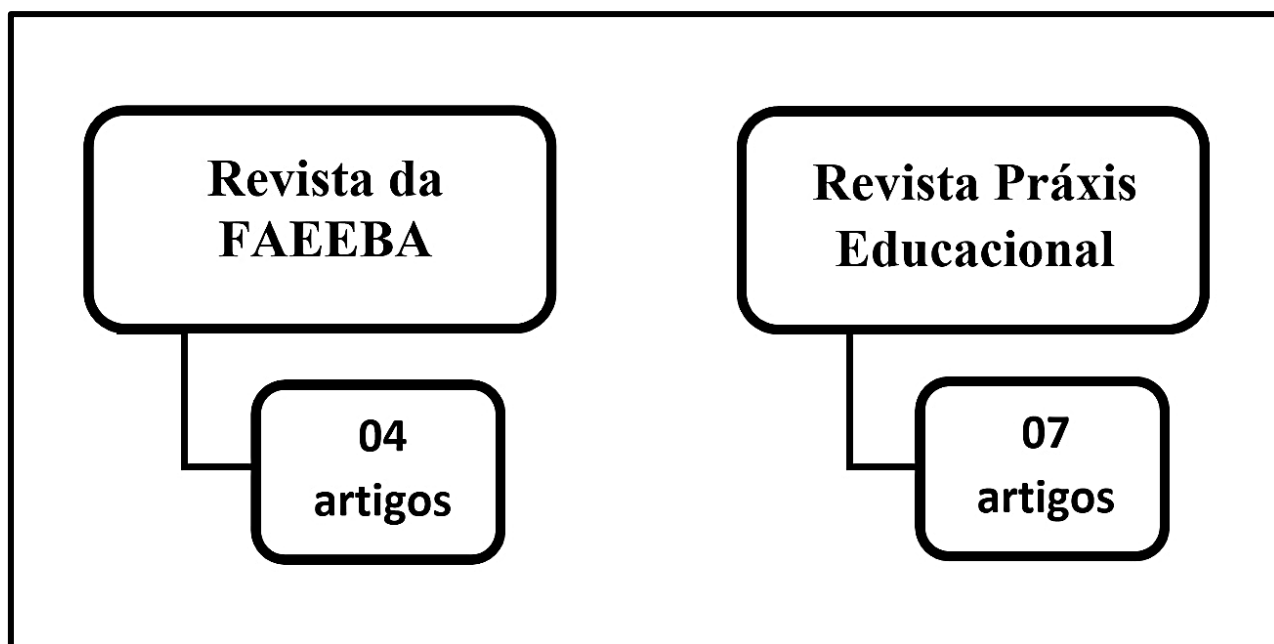 Revista da
FAEEBA
04
artigos
Revista Práxis
Educacional
07
artigos